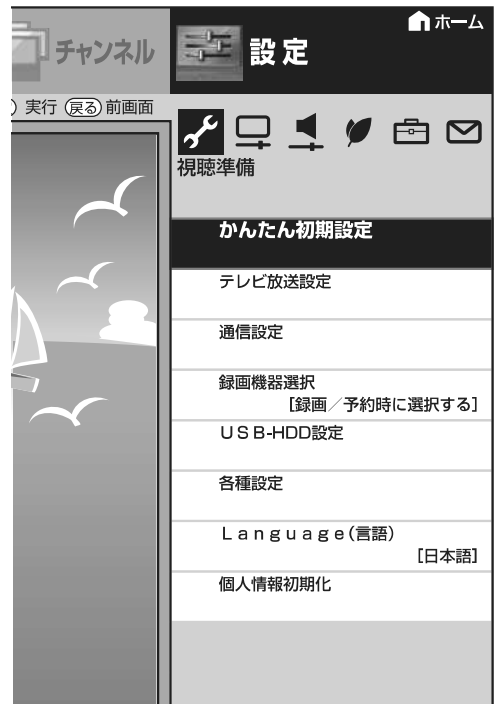 ホーム
チャンネル
設定
実行 戻る 前画面
視聴準備
かんたん初期設定
テレビ放送設定
通信設定
録画機器選択
[録画／予約時に選択する]
ＵＳＢ-HDD設定
各種設定
Ｌａｎｇｕａｇｅ(言語)
[日本語]
個人情報初期化